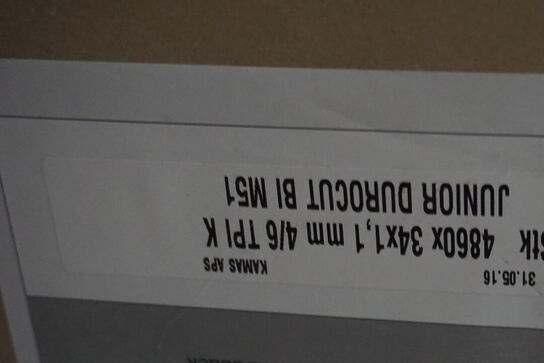 31.05.16 KAMAS APS
Stk 4860x 34x1,1 mm 4/6 TPI K
JUNIOR DUROCUT BI M51